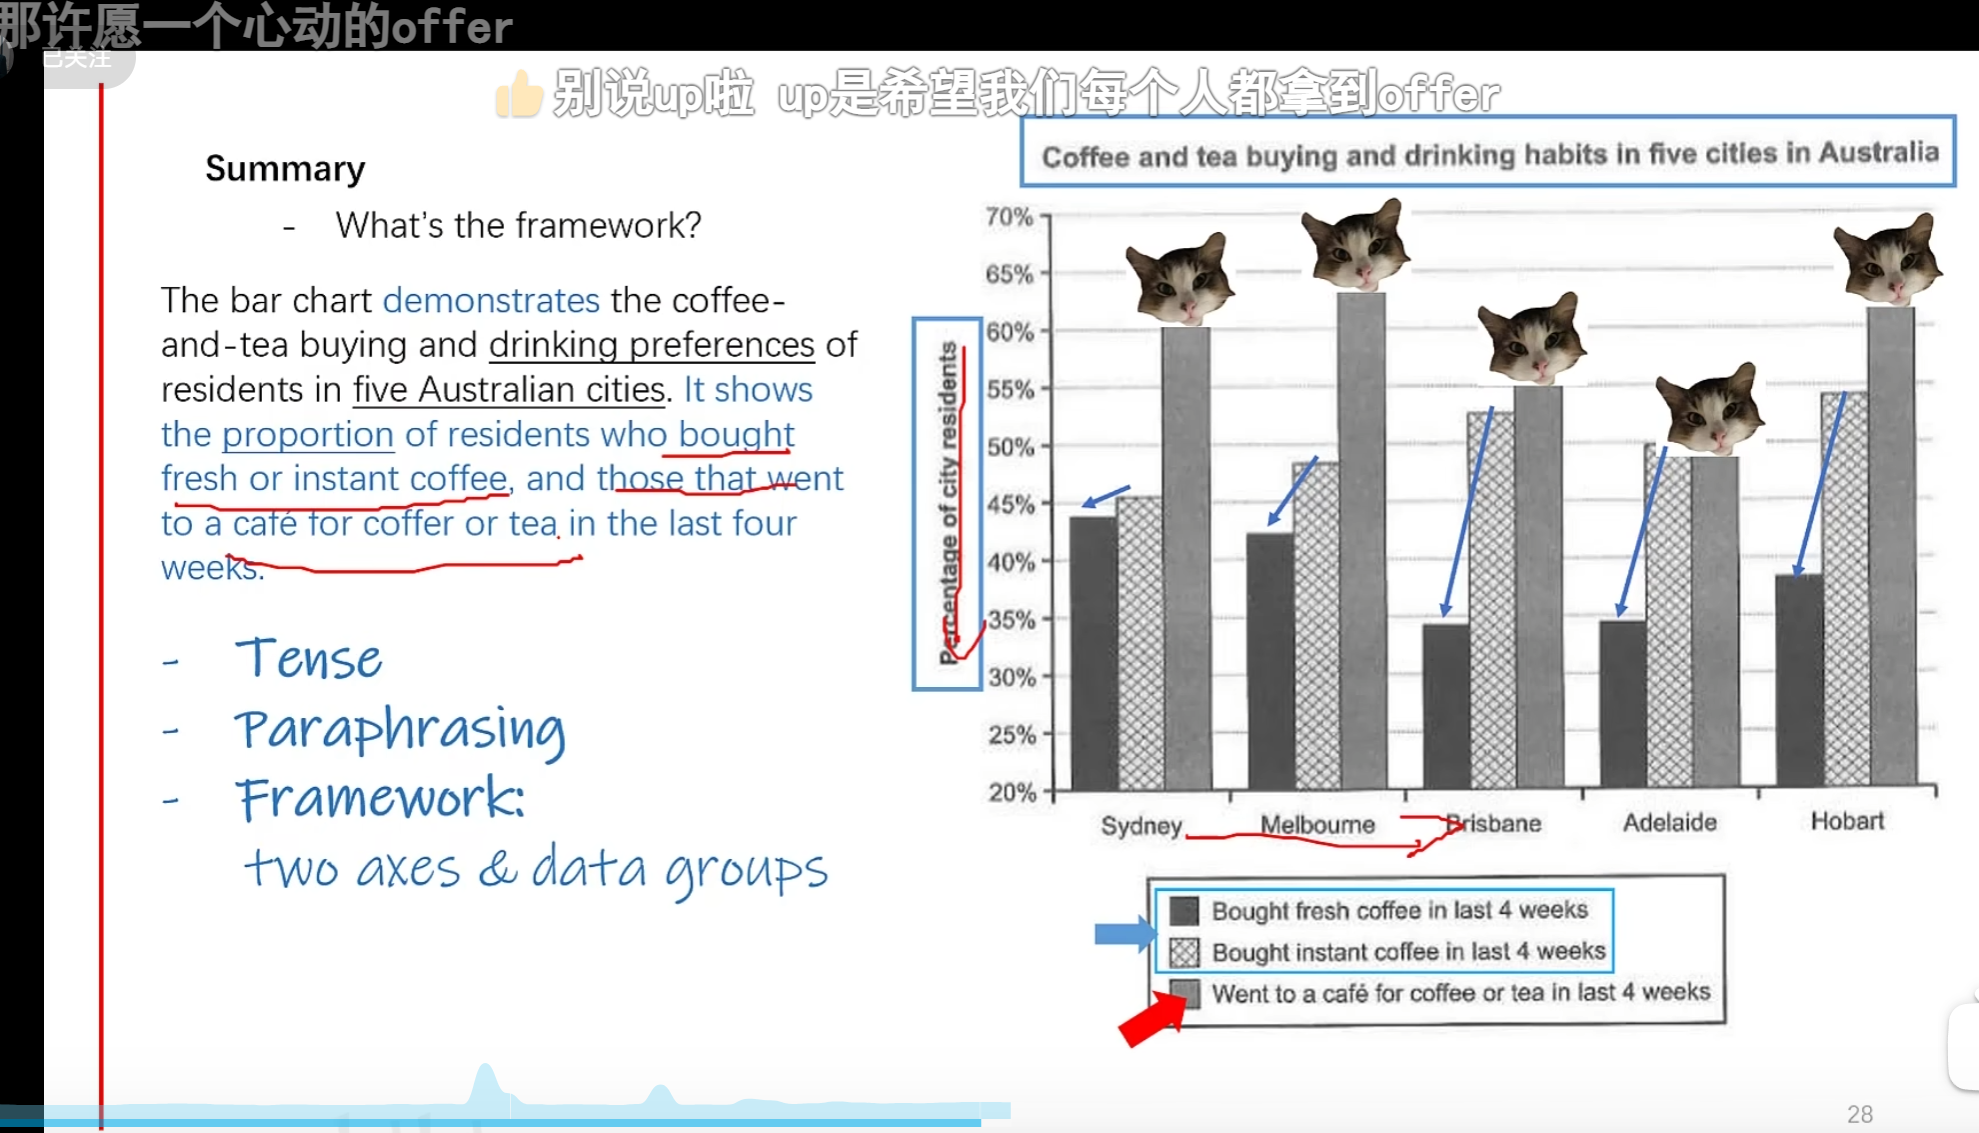 那许愿一个心动的offer
已关注
别说up啦 up是希望我们每个人都拿到offer
Summary
- What's the framework?
The bar chart demonstrates the coffee-
and-tea buying and drinking preferences of
residents in five Australian cities. It shows
the proportion of residents who bought
fresh or instant coffee, and those that went
to a café for coffer or tea in the last four
weeks.
- Tense
- Paraphrasing
- Framework:
two axes & data groups
Coffee and tea buying and drinking habits in five cities in Australia
Percentage of city residents
70%
65%
60%
55%
50%
45%
40%
35%
30%
25%
20%
Sydney Melbourne Brisbane Adelaide Hobart
Bought fresh coffee in last 4 weeks
Bought instant coffee in last 4 weeks
Went to a café for coffee or tea in last 4 weeks
28